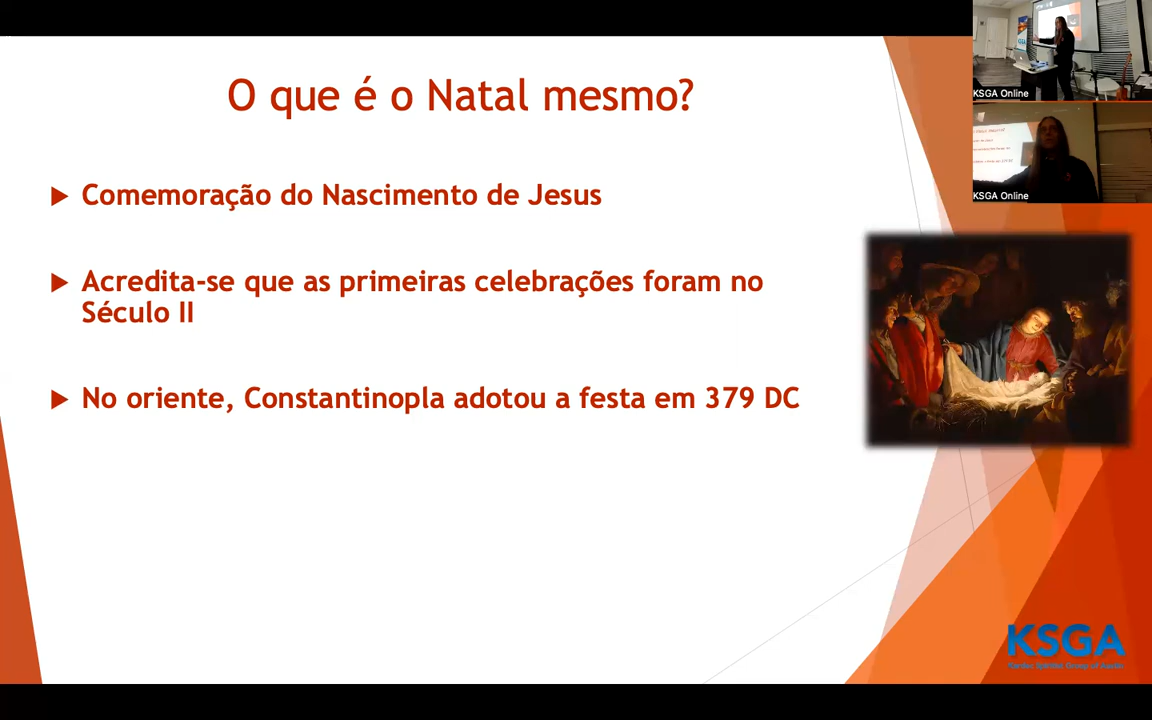 O que é o Natal mesmo?
Comemoração do Nascimento de Jesus
Acredita-se que as primeiras celebrações foram no
Século II
No oriente, Constantinopla adotou a festa em 379 DC
KSGA Online
KSGA Online
KSGA